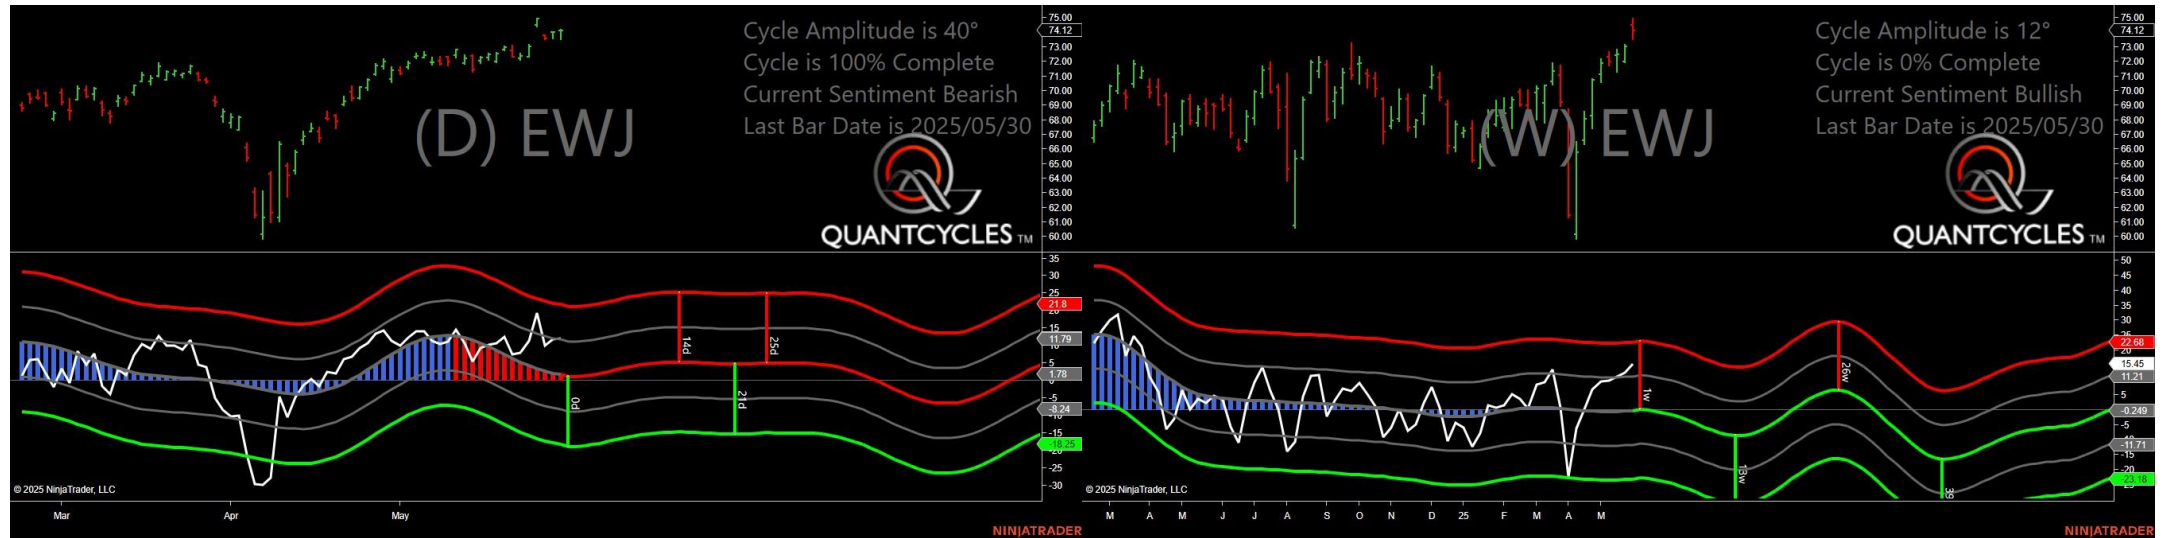 Cycle Amplitude is 40°
Cycle is 100% Complete
Current Sentiment Bearish
Last Bar Date is 2025/05/30
(D) EWJ
QUANTCYCLES TM
75.00
74.12
73.00
72.00
71.00
70.00
69.00
68.00
67.00
66.00
65.00
64.00
63.00
62.00
61.00
60.00
35
30
25
21.8
15
11.79
10
5
1.78
-5
-8.24
-15
-18.25
-20
-25
-30
14d
25d
0d
21d
© 2025 NinjaTrader, LLC
Mar
Apr
May
NINJATRADER
Cycle Amplitude is 12°
Cycle is 0% Complete
Current Sentiment Bullish
Last Bar Date is 2025/05/30
(W) EWJ
QUANTCYCLES TM
75.00
74.12
73.00
72.00
71.00
70.00
69.00
68.00
67.00
66.00
65.00
64.00
63.00
62.00
61.00
60.00
50
45
40
35
30
22.68
20
15.45
11.21
5
-0.249
-5
-11.71
-15
-20
-23.18
1w
26w
13w
39
© 2025 NinjaTrader, LLC
M A M J J A S O N D 25 F M A M
NINJATRADER